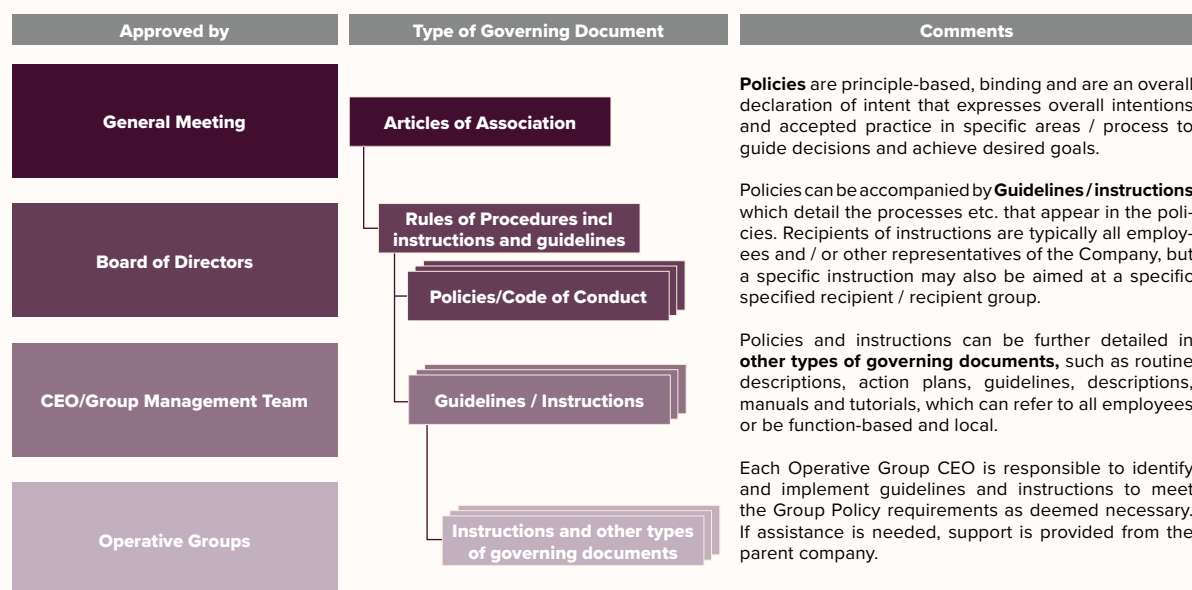 Approved by
Type of Governing Document
Comments
General Meeting
Board of Directors
CEO/Group Management Team
Operative Groups
Articles of Association
Rules of Procedures incl
instructions and guidelines
Policies/Code of Conduct
Guidelines / Instructions
Instructions and other types
of governing documents
Policies are principle-based, binding and are an overall
declaration of intent that expresses overall intentions
and accepted practice in specific areas / process to
guide decisions and achieve desired goals.
Policies can be accompanied by Guidelines / instructions
which detail the processes etc. that appear in the poli-
cies. Recipients of instructions are typically all employ-
ees and / or other representatives of the Company, but
a specific instruction may also be aimed at a specific
specified recipient / recipient group.
Policies and instructions can be further detailed in
other types of governing documents, such as routine
descriptions, action plans, guidelines, descriptions,
manuals and tutorials, which can refer to all employees
or be function-based and local.
Each Operative Group CEO is responsible to identify
and implement guidelines and instructions to meet
the Group Policy requirements as deemed necessary.
If assistance is needed, support is provided from the
parent company.